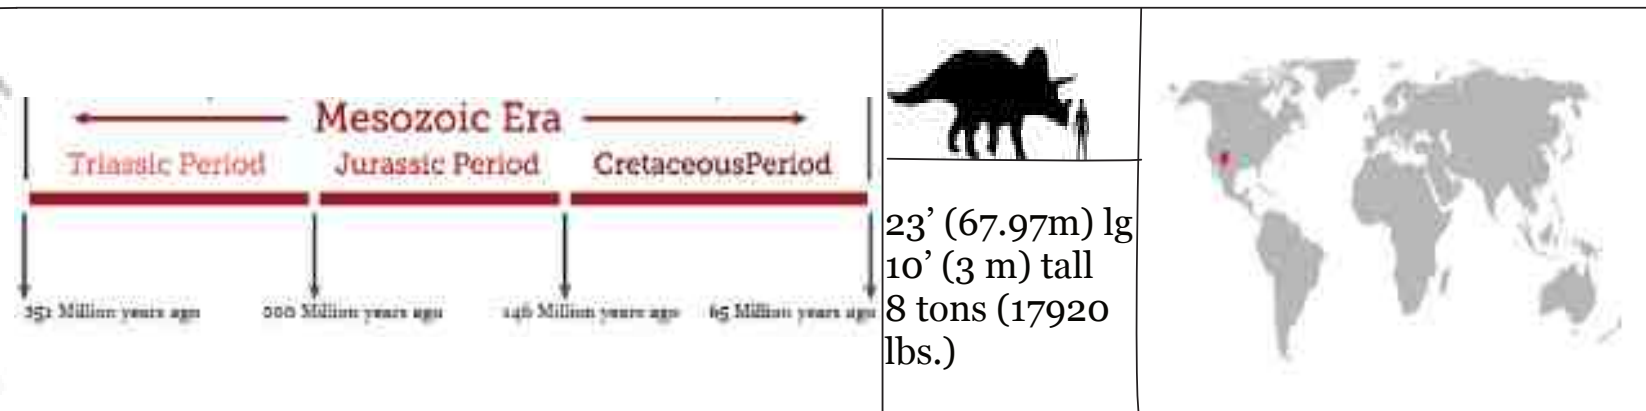 Mesozoic Era
Triassic Period Jurassic Period CretaceousPeriod
Million years ago Million years ago 146 Million years ago 65 Million years ago
23’ (67.97m) lg
10’ (3 m) tall
8 tons (17920
lbs.)